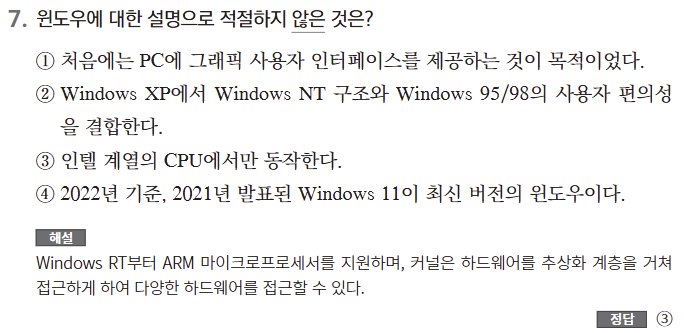 7. 윈도우에 대한 설명으로 적절하지 않은 것은?
① 처음에는 PC에 그래픽 사용자 인터페이스를 제공하는 것이 목적이었다.
② Windows XP에서 Windows NT 구조와 Windows 95/98의 사용자 편의성
을 결합한다.
③ 인텔 계열의 CPU에서만 동작한다.
④ 2022년 기준, 2021년 발표된 Windows 11이 최신 버전의 윈도우이다.
해설
Windows RT부터 ARM 마이크로프로세서를 지원하며, 커널은 하드웨어를 추상화 계층을 거쳐
접근하게 하여 다양한 하드웨어를 접근할 수 있다.
정답 ③